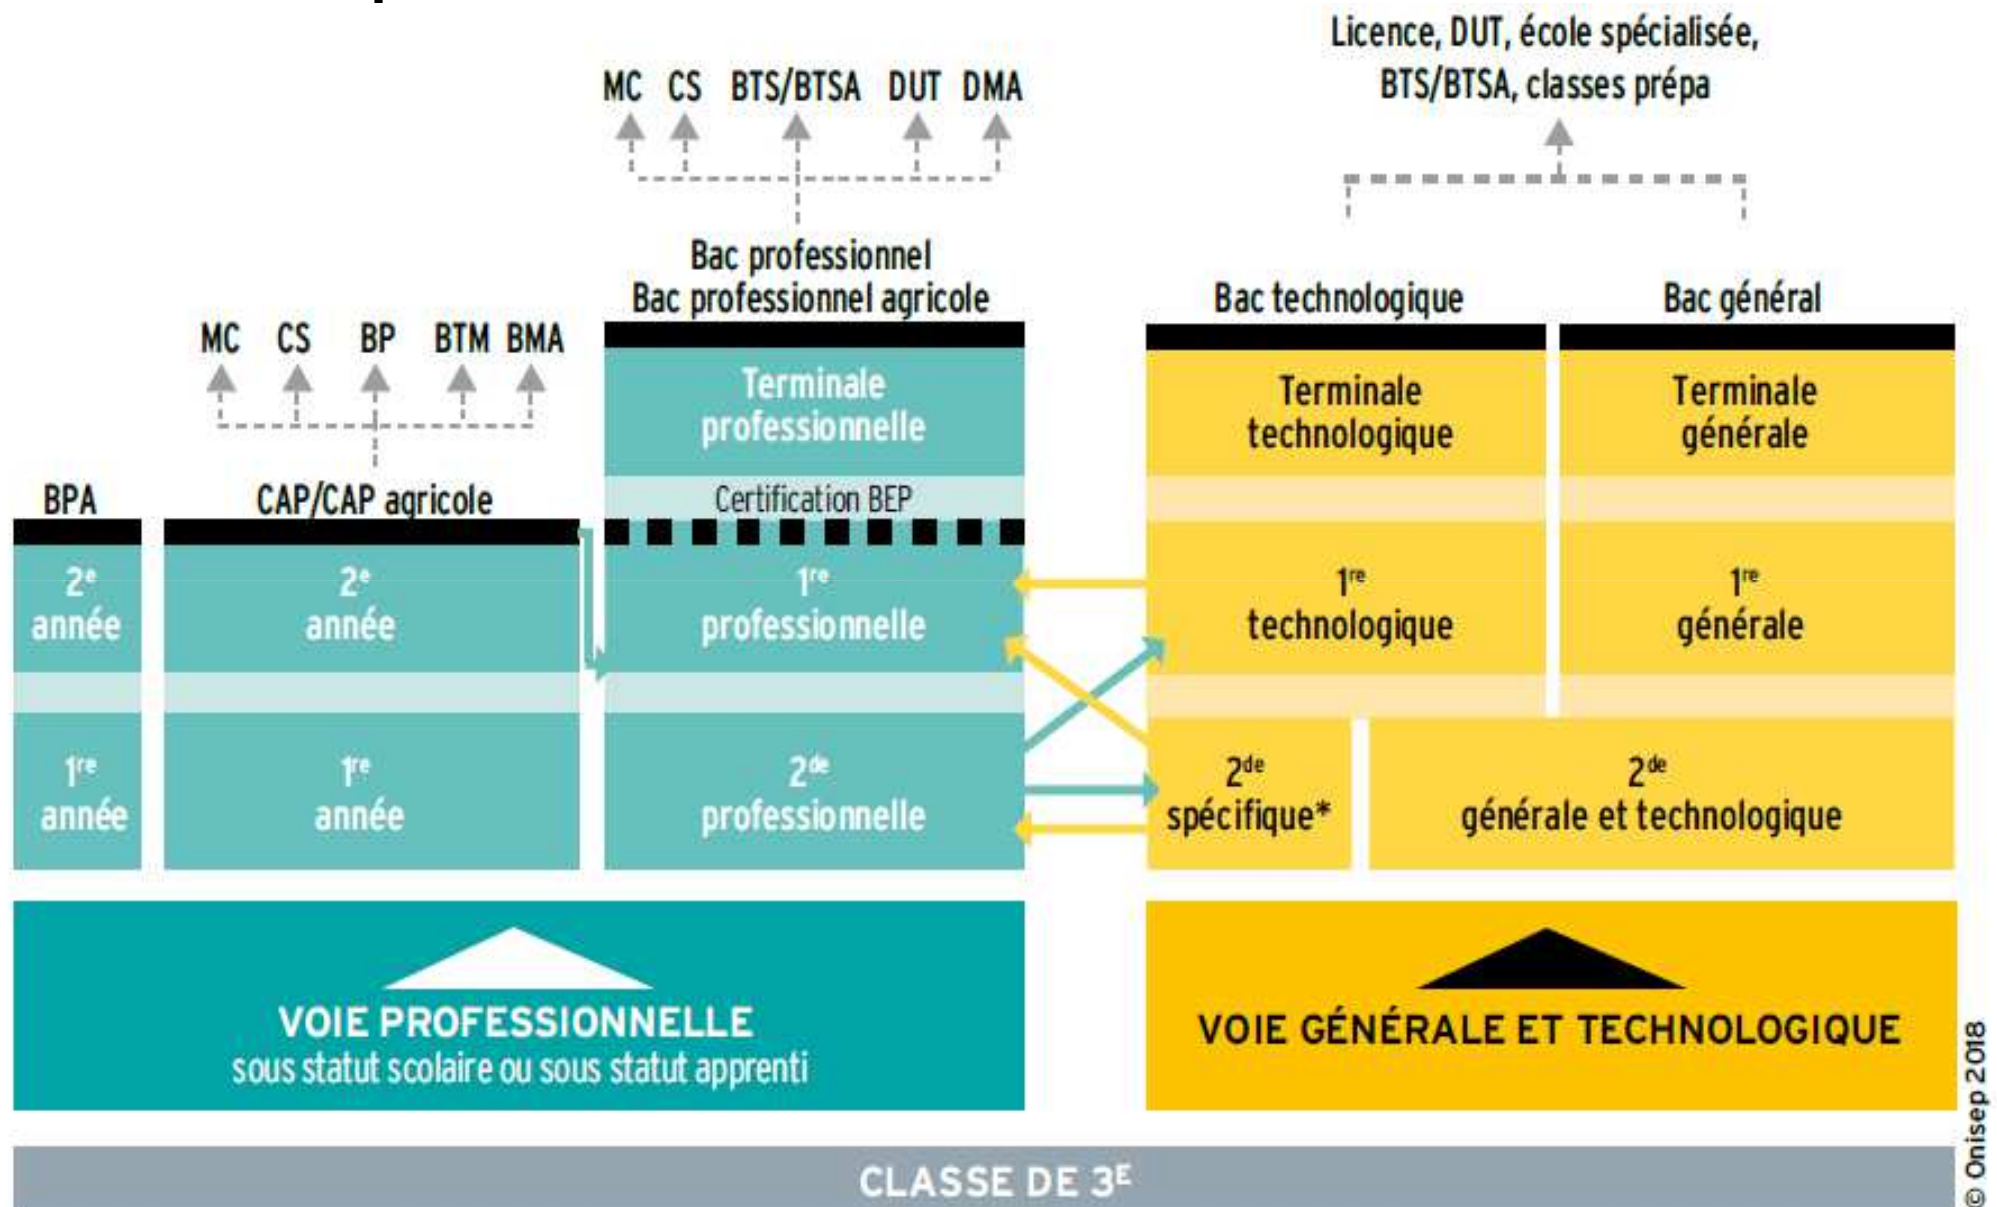 Licence, DUT, école spécialisée,
BTS/BTSA, classes prépa
MC CS BTS/BTSA DUT DMA
Bac professionnel
Bac professionnel agricole
Bac technologique
Bac général
MC CS BP BTM BMA
Terminale
professionnelle
Terminale
technologique
Terminale
générale
BPA
CAP/CAP agricole
Certification BEP
2e
année
2e
année
1re
professionnelle
1re
technologique
1re
générale
1re
année
1re
année
2de
professionnelle
2de
spécifique*
2de
générale et technologique
VOIE PROFESSIONNELLE
sous statut scolaire ou sous statut apprenti
VOIE GÉNÉRALE ET TECHNOLOGIQUE
CLASSE DE 3E
© Onisep 2018